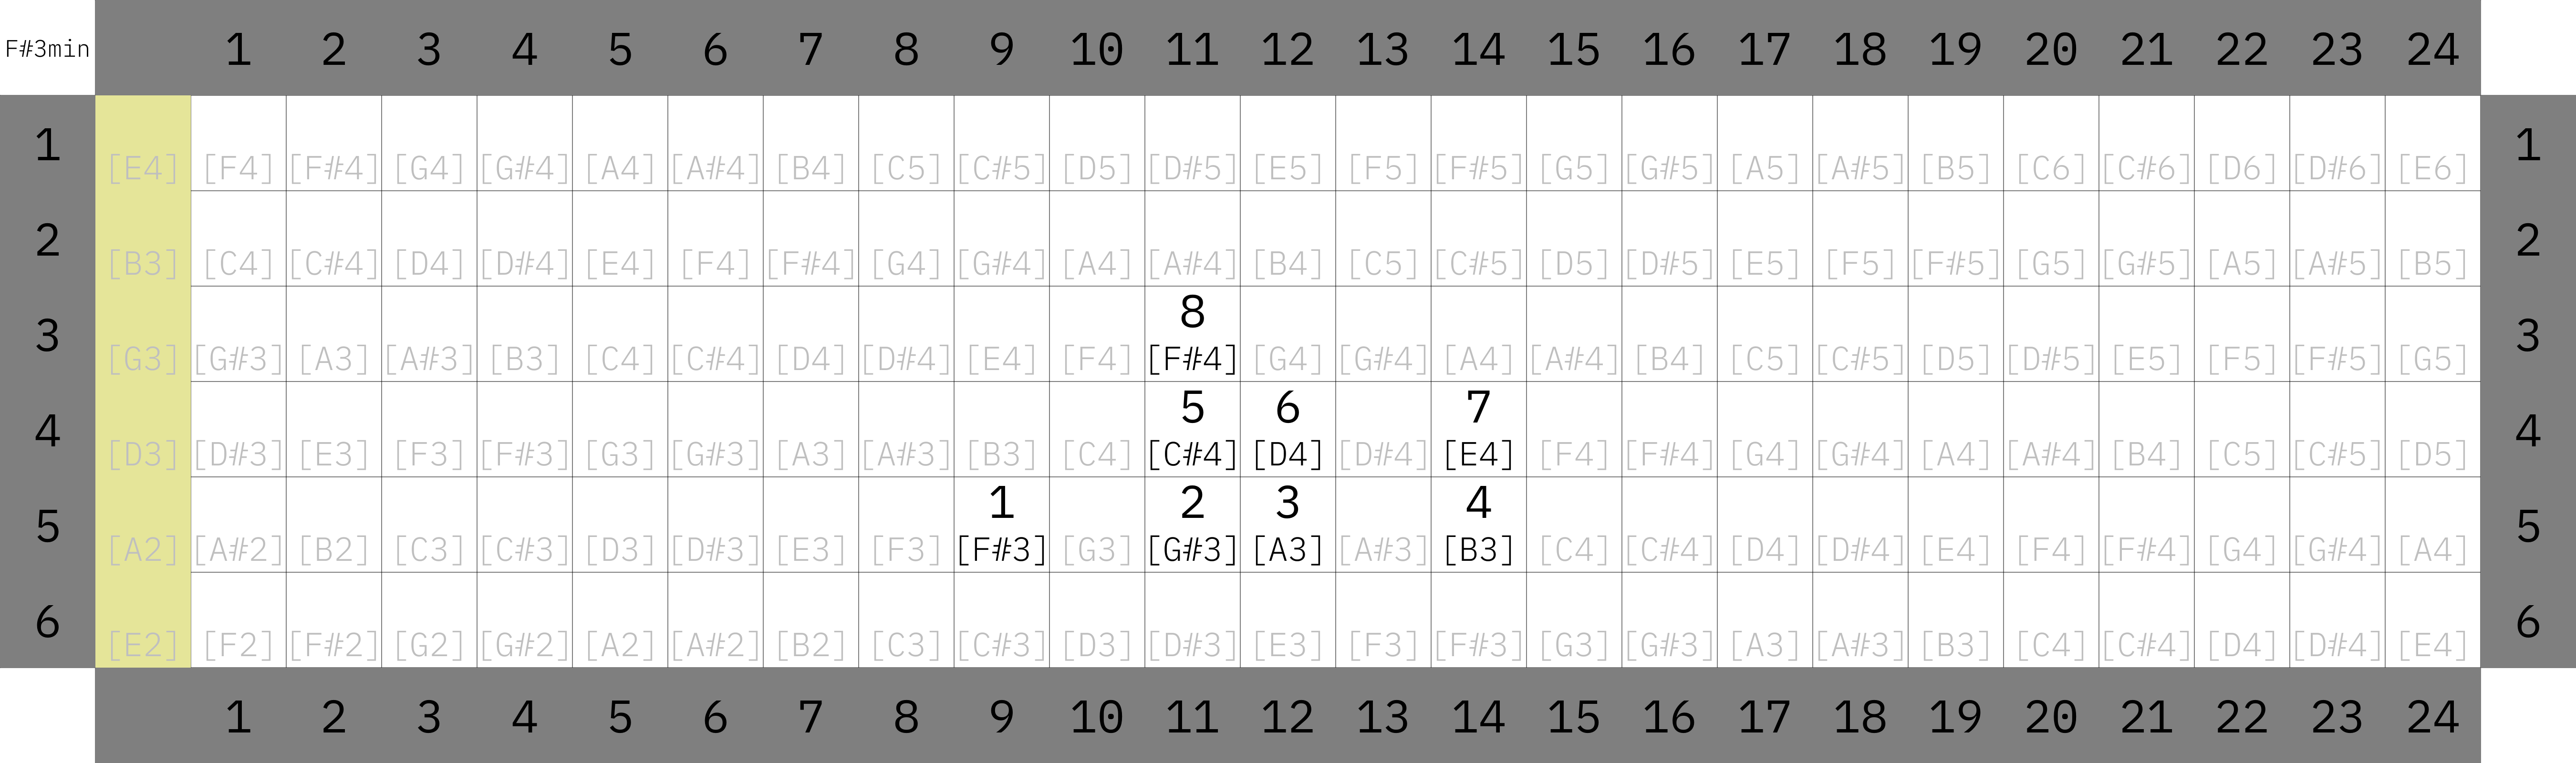 F#3min 1 2 3 4 5 6 7 8 9 10 11 12 13 14 15 16 17 18 19 20 21 22 23 24
1 [E4] [F4] [F#4] [G4] [G#4] [A4] [A#4] [B4] [C5] [C#5] [D5] [D#5] [E5] [F5] [F#5] [G5] [G#5] [A5] [A#5] [B5] [C6] [C#6] [D6] [D#6] [E6] 1
2 [B3] [C4] [C#4] [D4] [D#4] [E4] [F4] [F#4] [G4] [G#4] [A4] [A#4] [B4] [C5] [C#5] [D5] [D#5] [E5] [F5] [F#5] [G5] [G#5] [A5] [A#5] [B5] 2
8
3 [G3] [G#3] [A3] [A#3] [B3] [C4] [C#4] [D4] [D#4] [E4] [F4] [F#4] [G4] [G#4] [A4] [A#4] [B4] [C5] [C#5] [D5] [D#5] [E5] [F5] [F#5] [G5] 3
5 6 7
4 [D3] [D#3] [E3] [F3] [F#3] [G3] [G#3] [A3] [A#3] [B3] [C4] [C#4] [D4] [D#4] [E4] [F4] [F#4] [G4] [G#4] [A4] [A#4] [B4] [C5] [C#5] [D5] 4
1 2 3 4
5 [A2] [A#2] [B2] [C3] [C#3] [D3] [D#3] [E3] [F3] [F#3] [G3] [G#3] [A3] [A#3] [B3] [C4] [C#4] [D4] [D#4] [E4] [F4] [F#4] [G4] [G#4] [A4] 5
6 [E2] [F2] [F#2] [G2] [G#2] [A2] [A#2] [B2] [C3] [C#3] [D3] [D#3] [E3] [F3] [F#3] [G3] [G#3] [A3] [A#3] [B3] [C4] [C#4] [D4] [D#4] [E4] 6
1 2 3 4 5 6 7 8 9 10 11 12 13 14 15 16 17 18 19 20 21 22 23 24